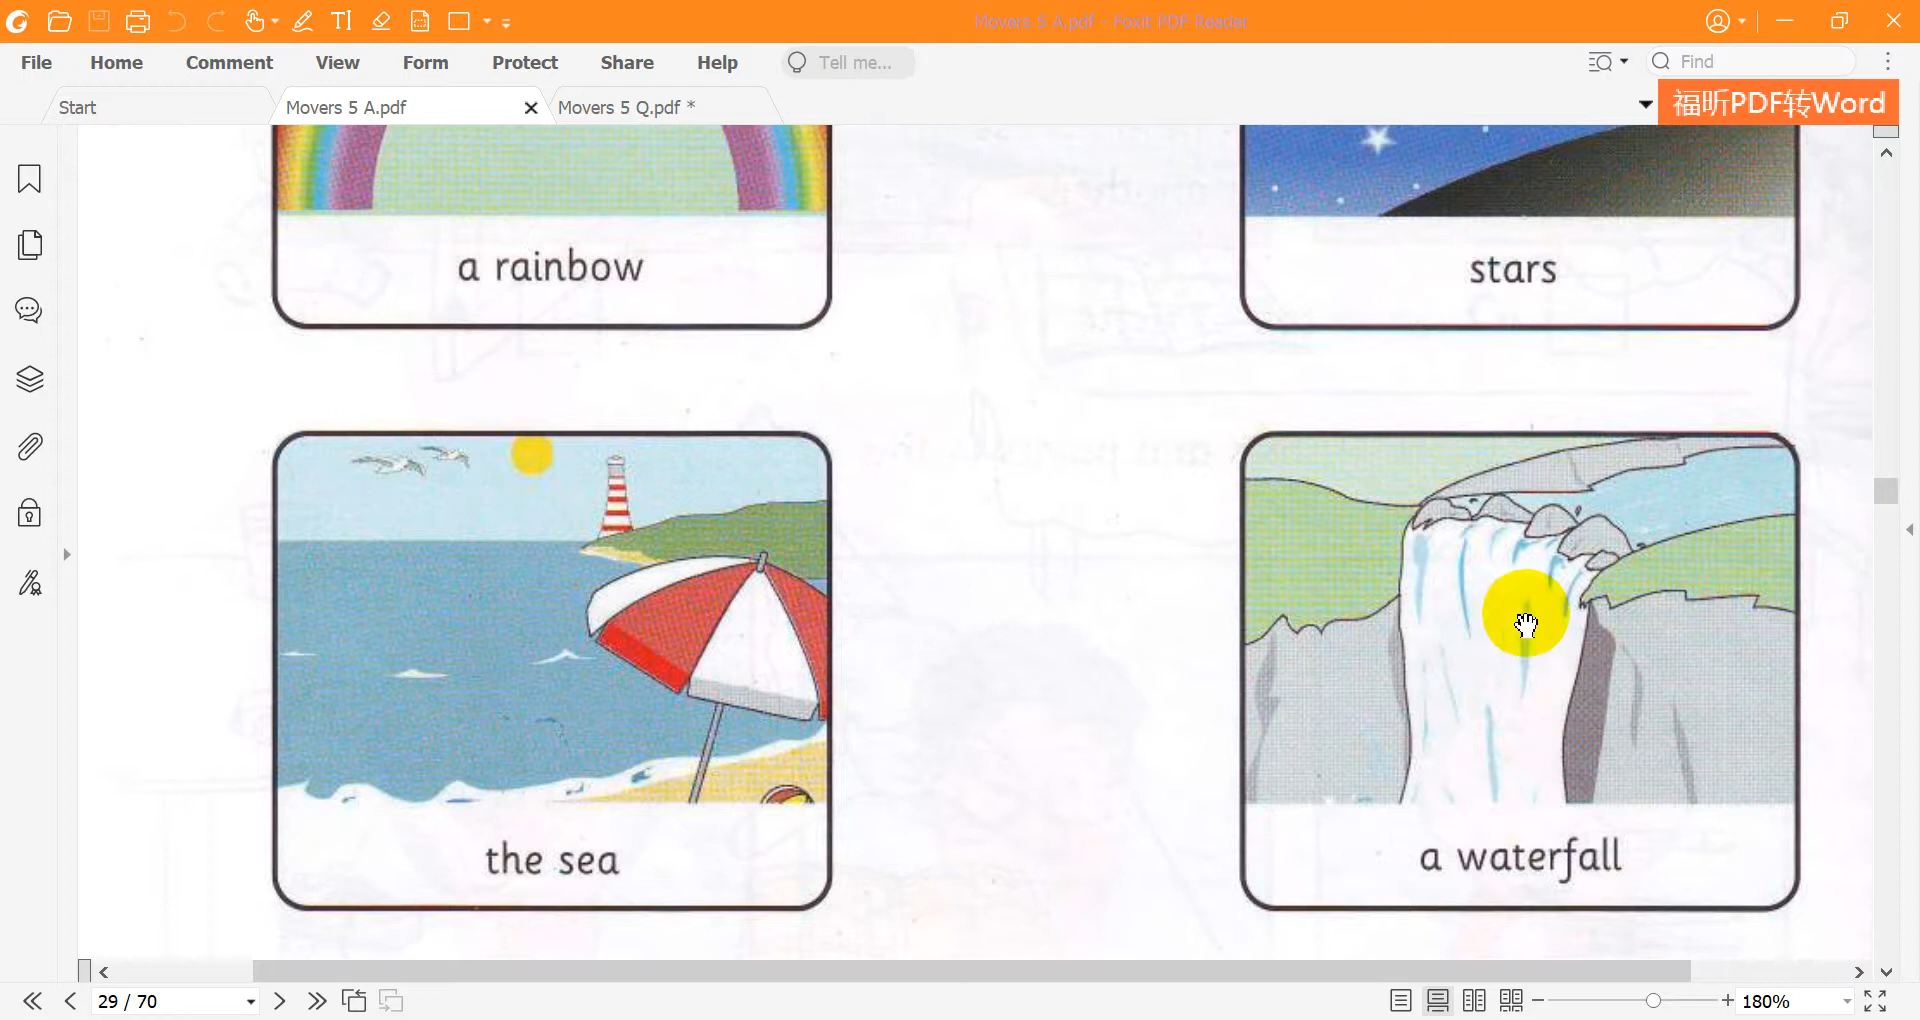 Movers 5 A.pdf - Foxit PDF Reader
File Home Comment View Form Protect Share Help Tell me... Find
Start Movers 5 A.pdf Movers 5 Q.pdf * 福昕PDF转Word
a rainbow
stars
the sea
a waterfall
29 / 70
180%